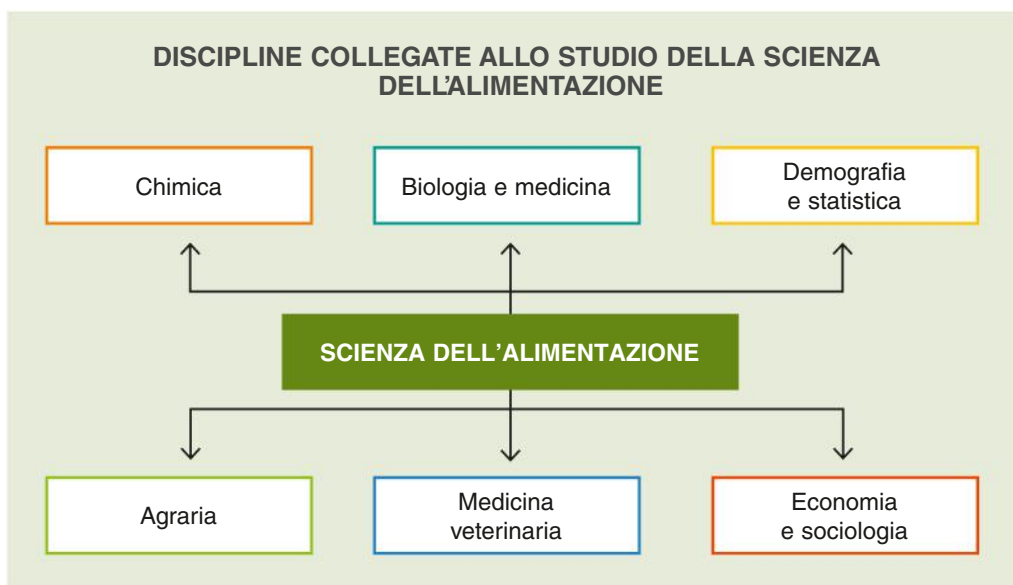 DISCIPLINE COLLEGATE ALLO STUDIO DELLA SCIENZA
DELL'ALIMENTAZIONE
Chimica
Biologia e medicina
Demografia
e statistica
SCIENZA DELL'ALIMENTAZIONE
Agraria
Medicina
veterinaria
Economia
e sociologia